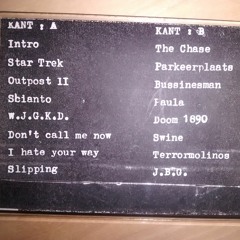 KANT : A
Intro
Star Trek
Outpost 11
Sbianto
W.J.G.K.D.
Don't call me now
I hate your way
Slipping
KANT : B
The Chase
Parkeerplaats
Bussinesman
Paula
Doom 1890
Swine
Terrormolinos
J.B.G.